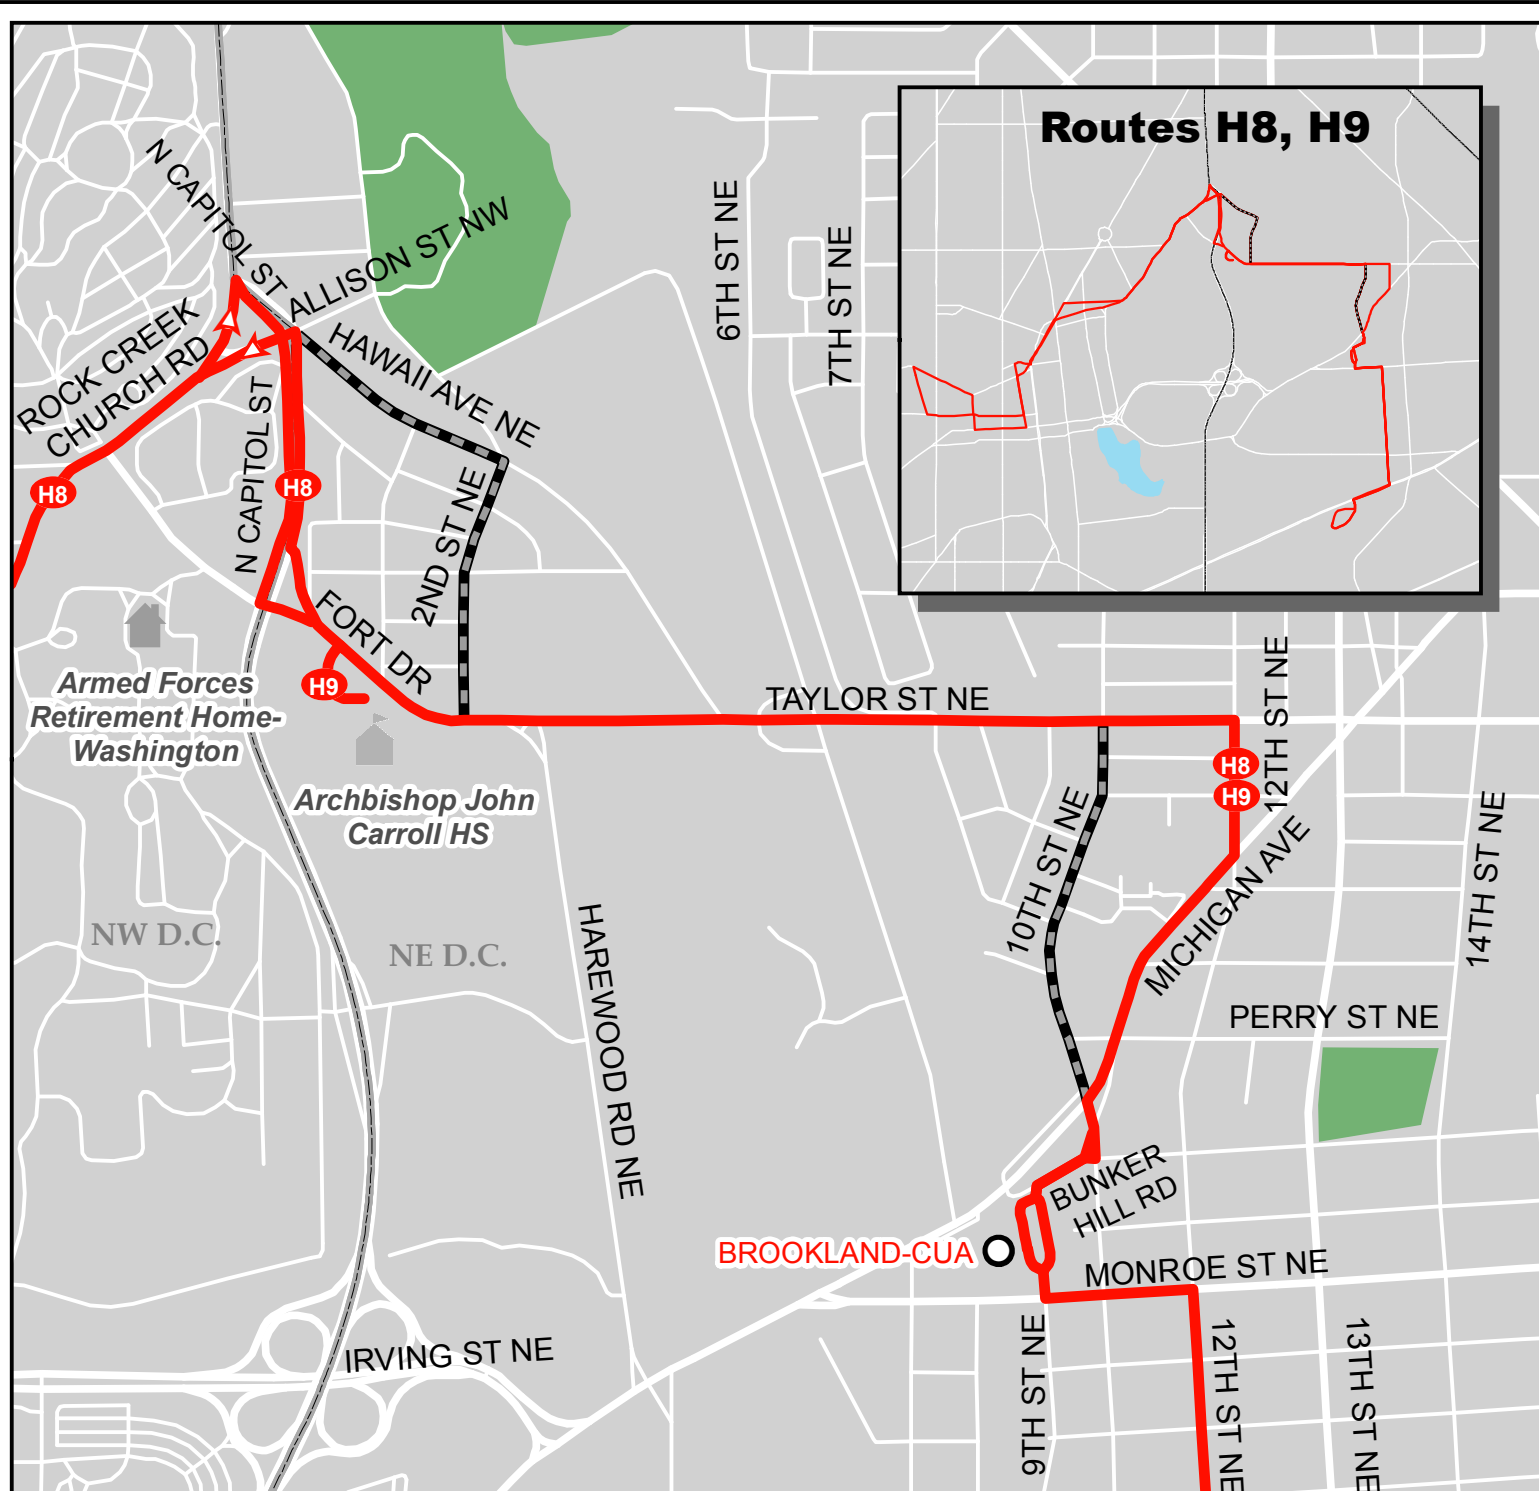 Routes H8, H9
N CAPITOL ST
ALLISON ST NW
6TH ST NE
7TH ST NE
ROCK CREEK
CHURCH RD
HAWAII AVE NE
N CAPITOL ST
H8
H8
2ND ST NE
FORT DR
H9
Armed Forces
Retirement Home-
Washington
TAYLOR ST NE
12TH ST NE
H8
H9
Archbishop John
Carroll HS
10TH ST NE
MICHIGAN AVE
14TH ST NE
NW D.C.
NE D.C.
HAREWOOD RD NE
PERRY ST NE
BUNKER
HILL RD
BROOKLAND-CUA
MONROE ST NE
IRVING ST NE
9TH ST NE
12TH ST NE
13TH ST NE